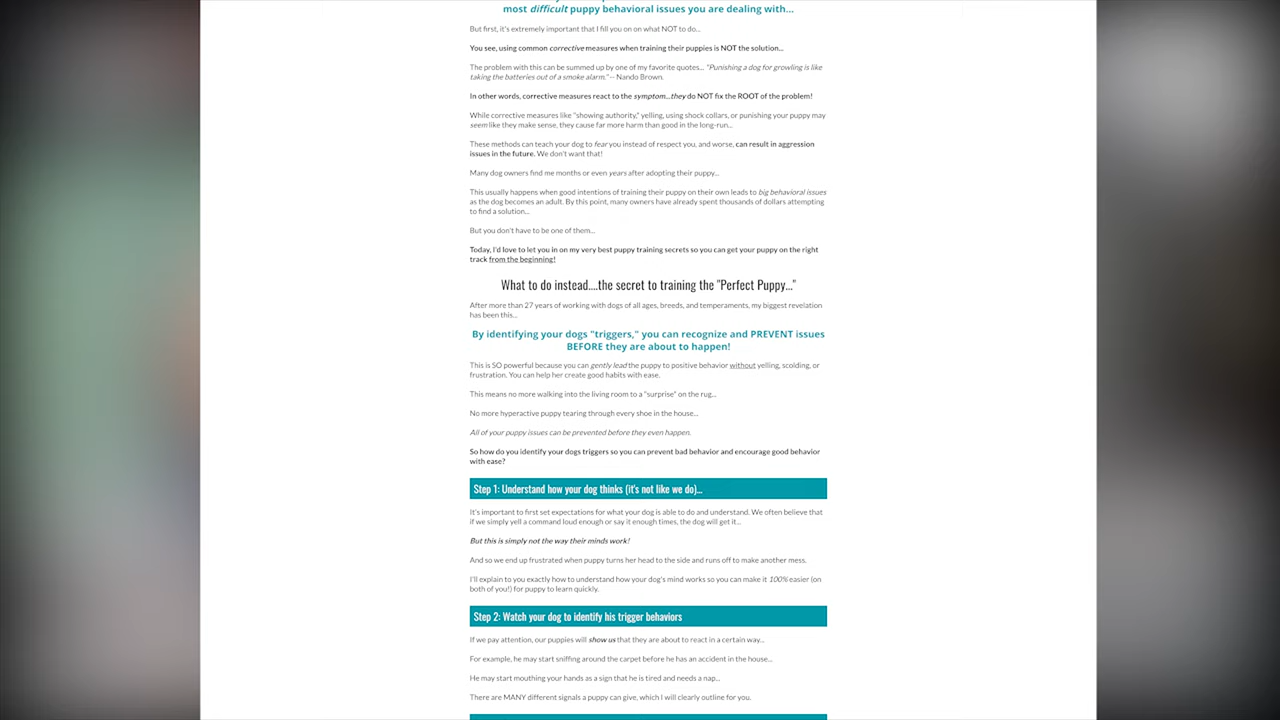 most difficult puppy behavioral issues you are dealing with...
But first, it's extremely important that I fill you on on what NOT to do...
You see, using common corrective measures when training their puppies is NOT the solution...
The problem with this can be summed up by one of my favorite quotes... "Punishing a dog for growling is like
taking the batteries out of a smoke alarm." -- Nando Brown.
In other words, corrective measures react to the symptom...they do NOT fix the ROOT of the problem!
While corrective measures like "showing authority," yelling, using shock collars, or punishing your puppy may
seem like they make sense, they cause far more harm than good in the long-run...
These methods can teach your dog to fear you instead of respect you, and worse, can result in aggression
issues in the future. We don't want that!
Many dog owners find me months or even years after adopting their puppy...
This usually happens when good intentions of training their puppy on their own leads to big behavioral issues
as the dog becomes an adult. By this point, many owners have already spent thousands of dollars attempting
to find a solution...
But you don't have to be one of them...
Today, I'd love to let you in on my very best puppy training secrets so you can get your puppy on the right
track from the beginning!
What to do instead....the secret to training the "Perfect Puppy..."
After more than 27 years of working with dogs of all ages, breeds, and temperaments, my biggest revelation
has been this...
By identifying your dogs "triggers," you can recognize and PREVENT issues
BEFORE they are about to happen!
This is SO powerful because you can gently lead the puppy to positive behavior without yelling, scolding, or
frustration. You can help her create good habits with ease.
This means no more walking into the living room to a "surprise" on the rug...
No more hyperactive puppy tearing through every shoe in the house...
All of your puppy issues can be prevented before they even happen.
So how do you identify your dogs triggers so you can prevent bad behavior and encourage good behavior
with ease?
Step 1: Understand how your dog thinks (it's not like we do)...
It's important to first set expectations for what your dog is able to do and understand. We often believe that
if we simply yell a command loud enough or say it enough times, the dog will get it...
But this is simply not the way their minds work!
And so we end up frustrated when puppy turns her head to the side and runs off to make another mess.
I'll explain to you exactly how to understand how your dog's mind works so you can make it 100% easier (on
both of you!) for puppy to learn quickly.
Step 2: Watch your dog to identify his trigger behaviors
If we pay attention, our puppies will show us that they are about to react in a certain way...
For example, he may start sniffing around the carpet before he has an accident in the house...
He may start mouthing your hands as a sign that he is tired and needs a nap...
There are MANY different signals a puppy can give, which I will clearly outline for you.